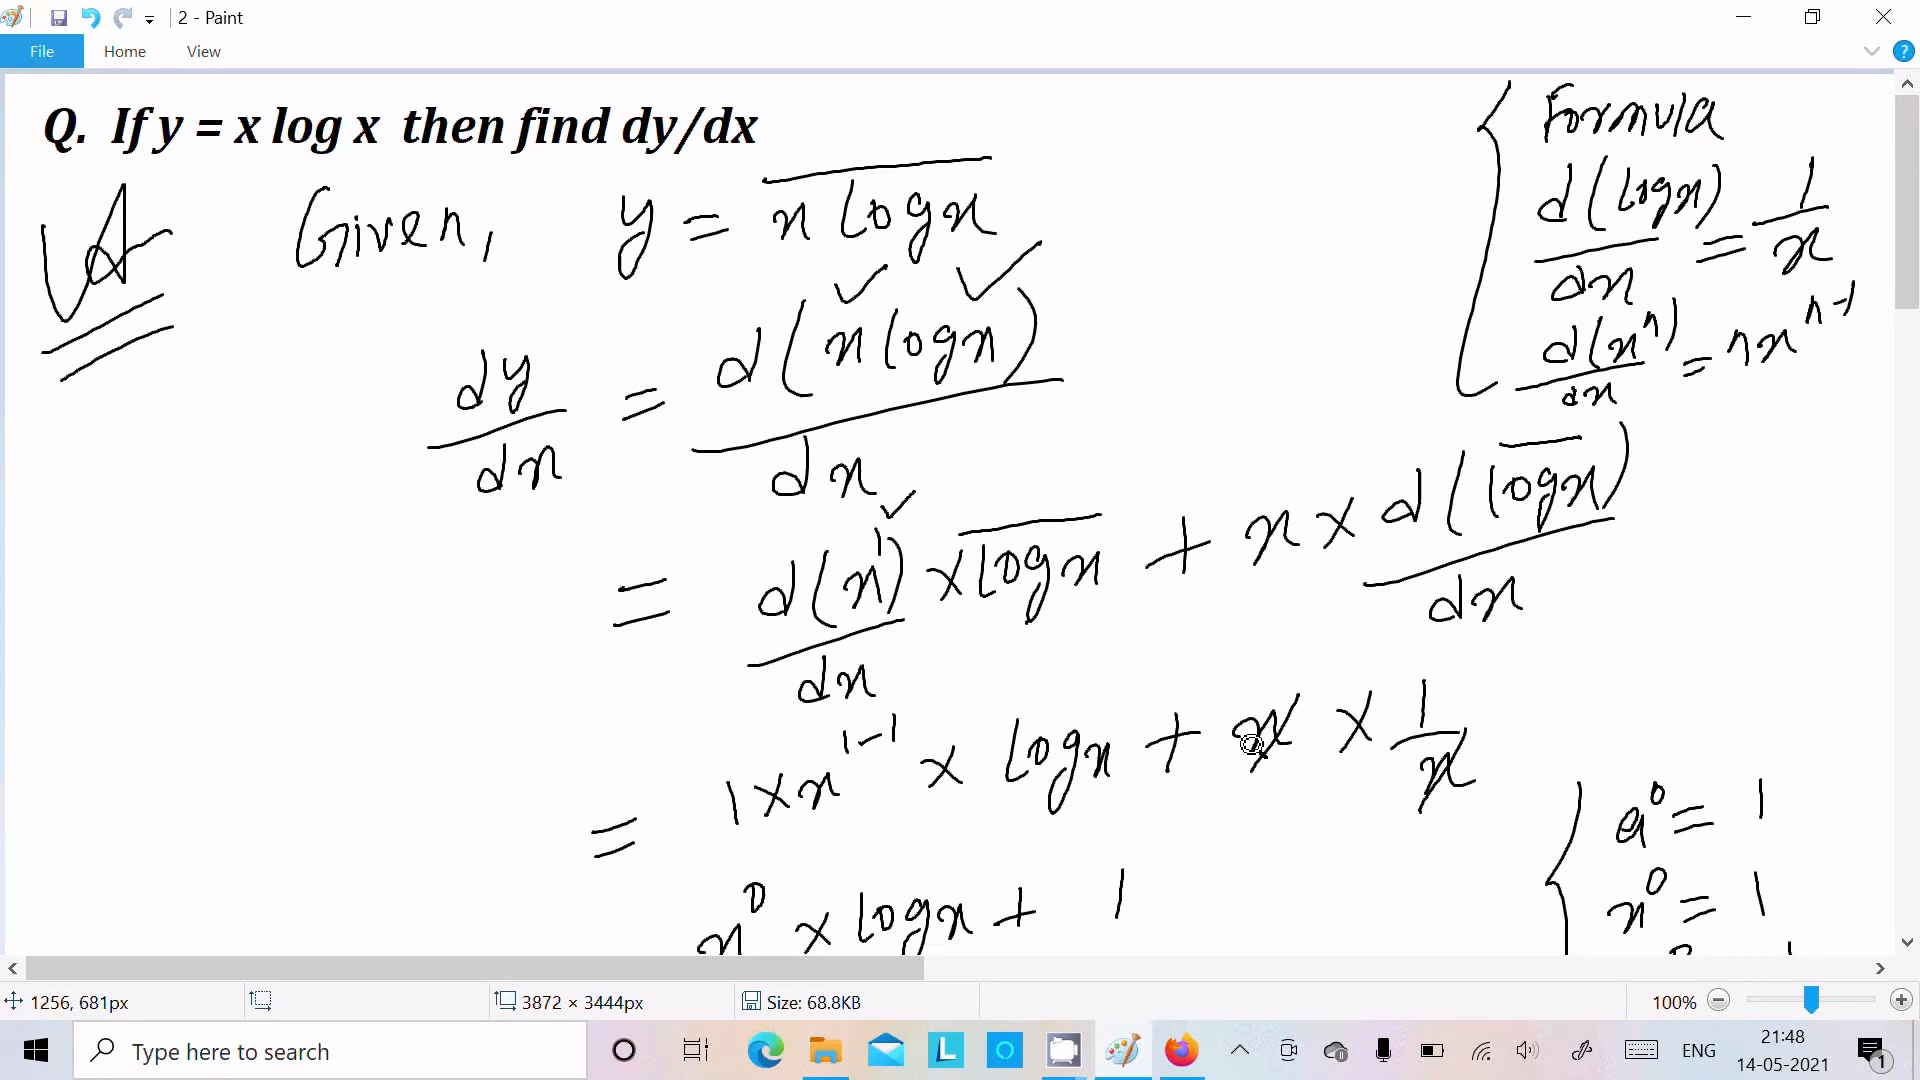 2 - Paint
File Home View
Q. If y = x log x then find dy/dx
Given, y = x logx
dy/dx = d(x logx)/dx
= d(x¹)/dx × logx + x × d(logx)/dx
= 1 × x¹⁻¹ × logx + x × 1/x
x⁰ × logx + 1
Formula
d(logx)/dx = 1/x
d(xⁿ)/dx = nxⁿ⁻¹
a⁰ = 1
x⁰ = 1
1256, 681px
3872 × 3444px
Size: 68.8KB
100%
Type here to search
L
ENG
21:48
14-05-2021
1